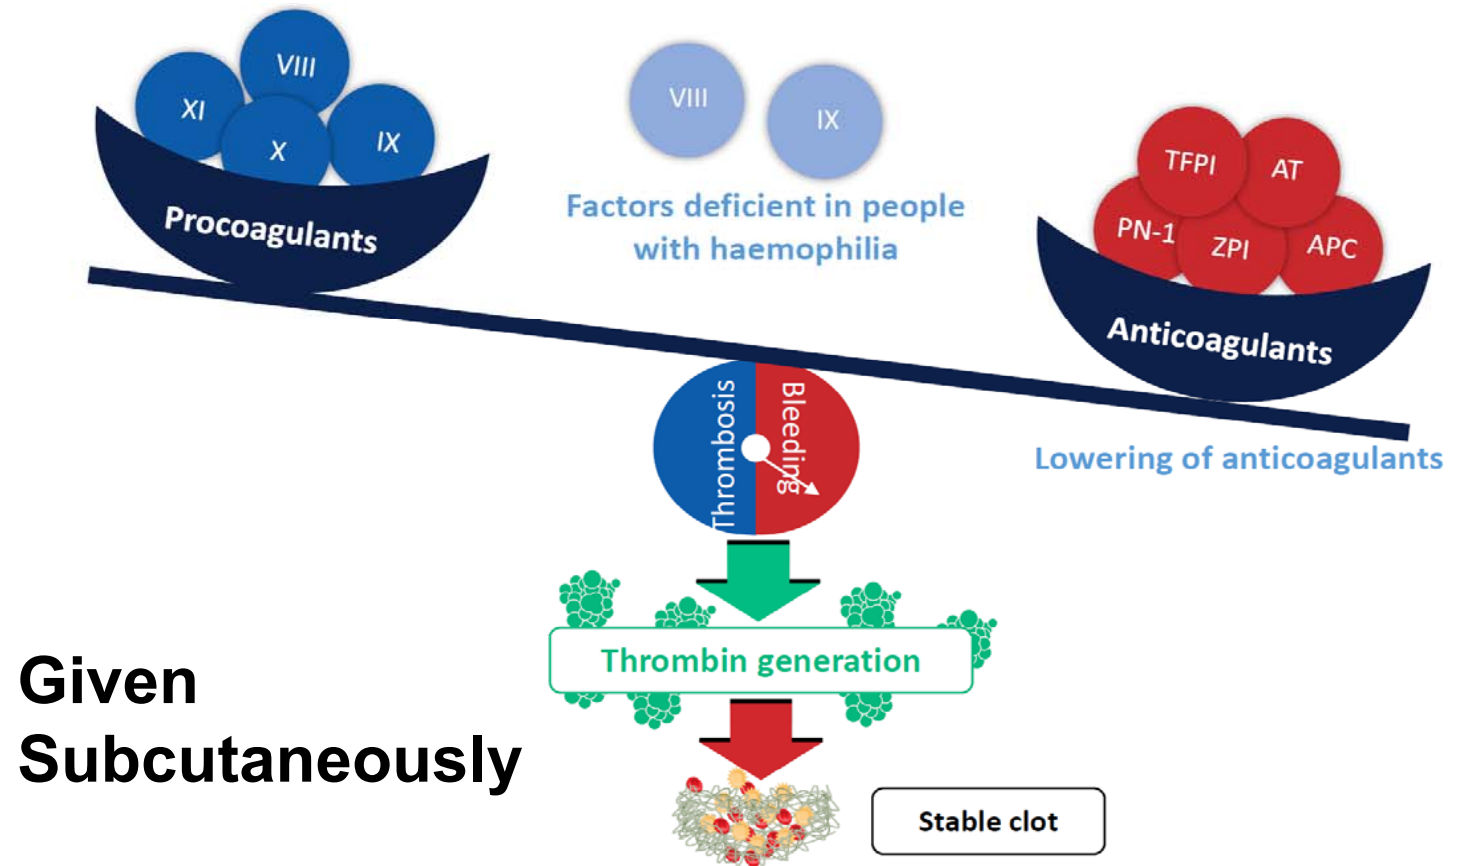 VIII
XI
X
IX
Procoagulants
VIII
IX
Factors deficient in people
with haemophilia
TFPI
AT
PN-1
ZPI
APC
Anticoagulants
Lowering of anticoagulants
Thrombosis
Bleeding
Thrombin generation
Given
Subcutaneously
Stable clot